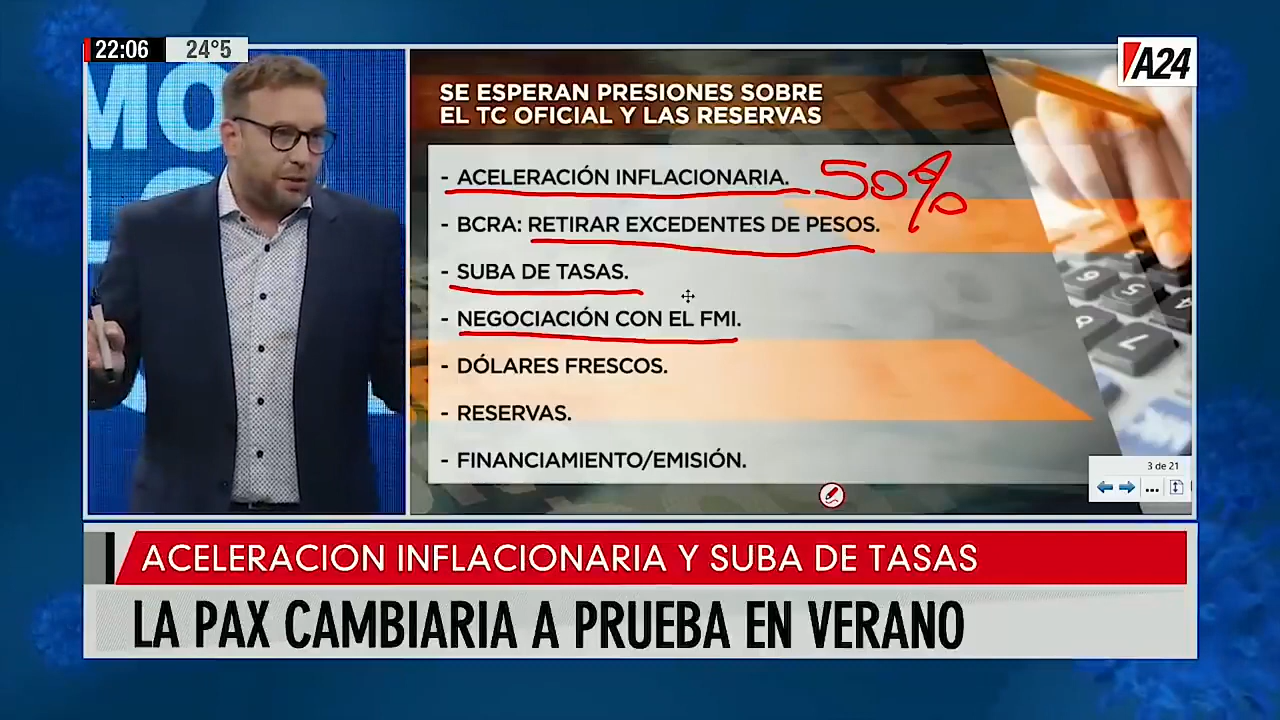 22:06 24°5
A24
SE ESPERAN PRESIONES SOBRE
EL TC OFICIAL Y LAS RESERVAS
- ACELERACIÓN INFLACIONARIA. 50%
- BCRA: RETIRAR EXCEDENTES DE PESOS.
- SUBA DE TASAS.
- NEGOCIACIÓN CON EL FMI.
- DÓLARES FRESCOS.
- RESERVAS.
- FINANCIAMIENTO/EMISIÓN.
3 de 21
ACELERACION INFLACIONARIA Y SUBA DE TASAS
LA PAX CAMBIARIA A PRUEBA EN VERANO